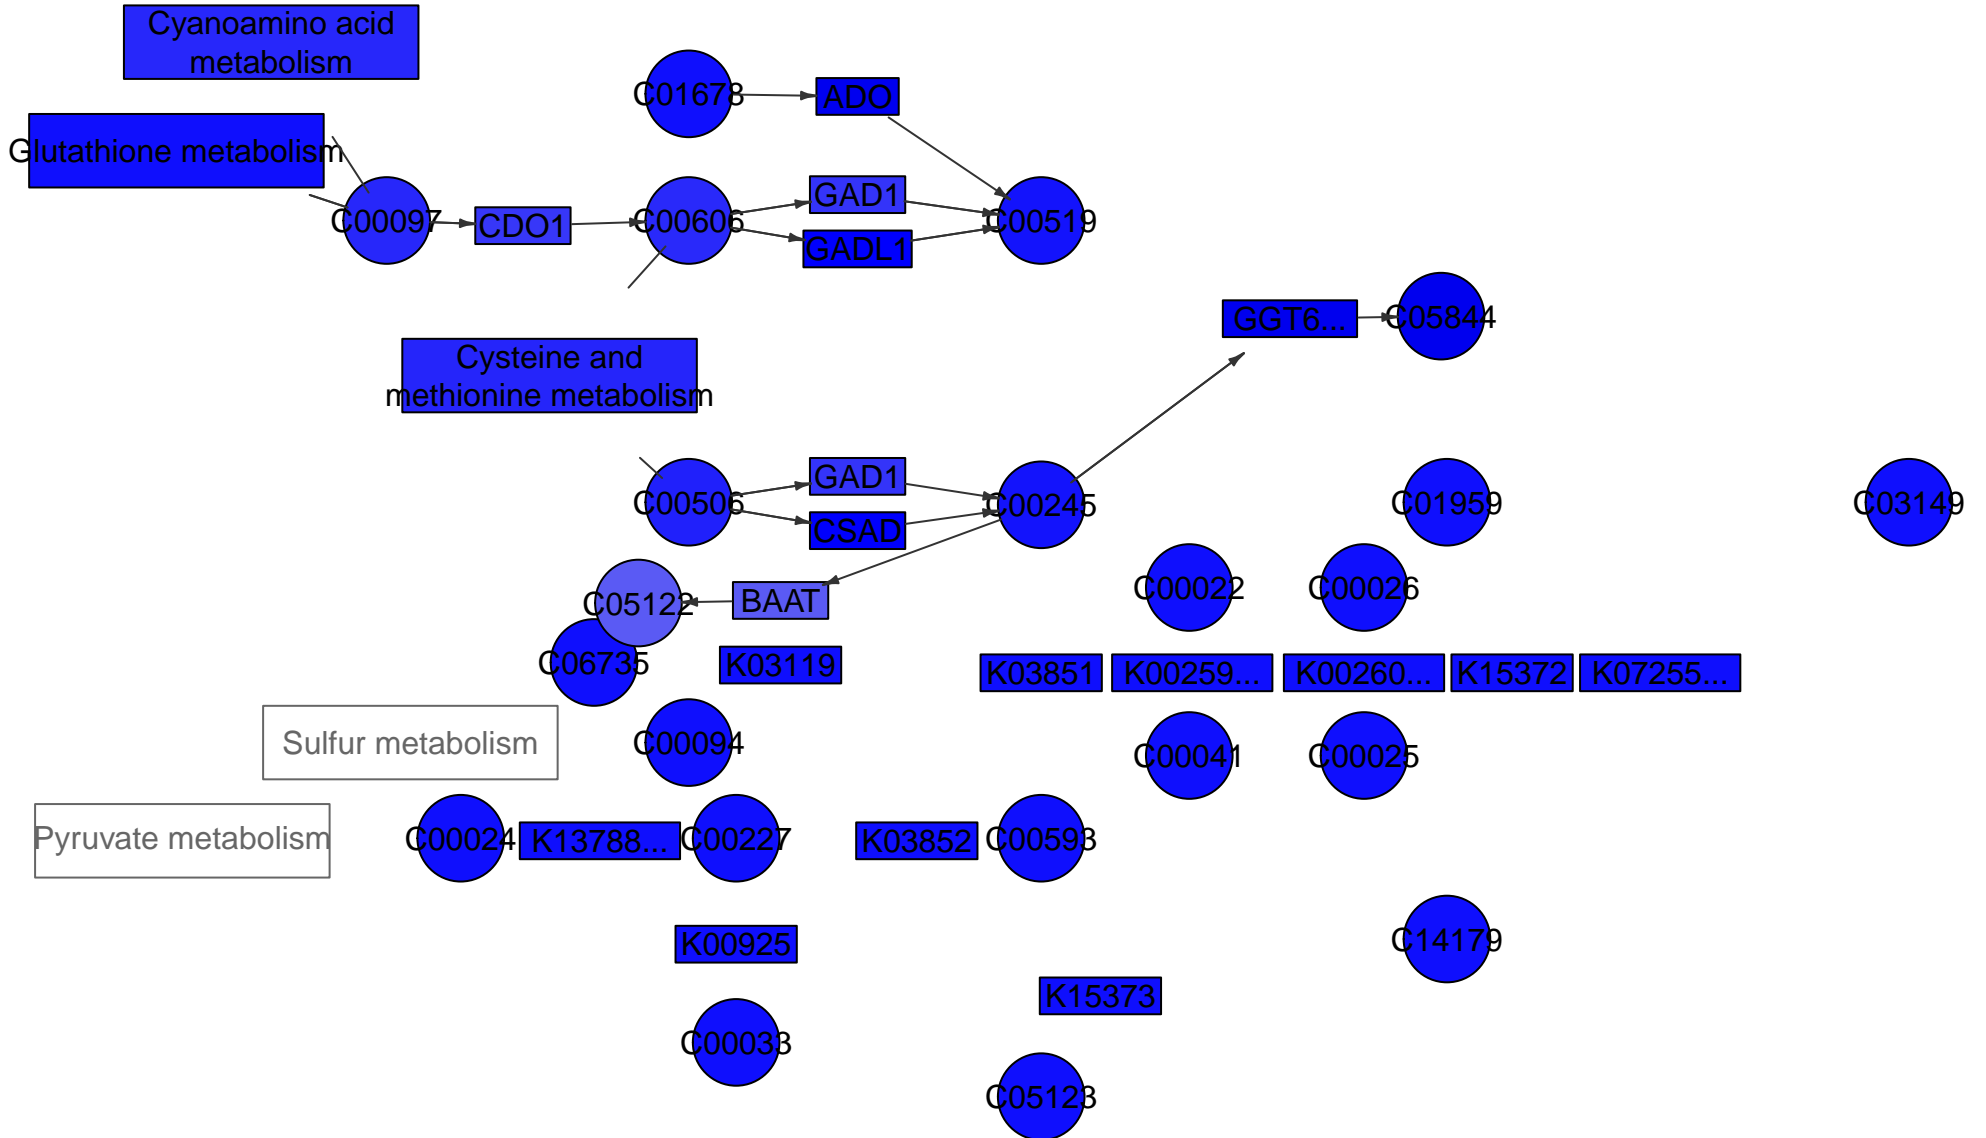 Cyanoamino acid
metabolism
C01678
ADO
Glutathione metabolism
C00097
CDO1
C00606
GAD1
GADL1
C00519
GGT6...
C05844
Cysteine and
methionine metabolism
C00506
GAD1
CSAD
C00245
C01959
C03149
C05122
BAAT
C00022
C00026
C06735
K03119
K03851
K00259...
K00260...
K15372
K07255...
Sulfur metabolism
C00094
C00041
C00025
Pyruvate metabolism
C00024
K13788...
C00227
K03852
C00593
K00925
C14179
K15373
C00033
C05123